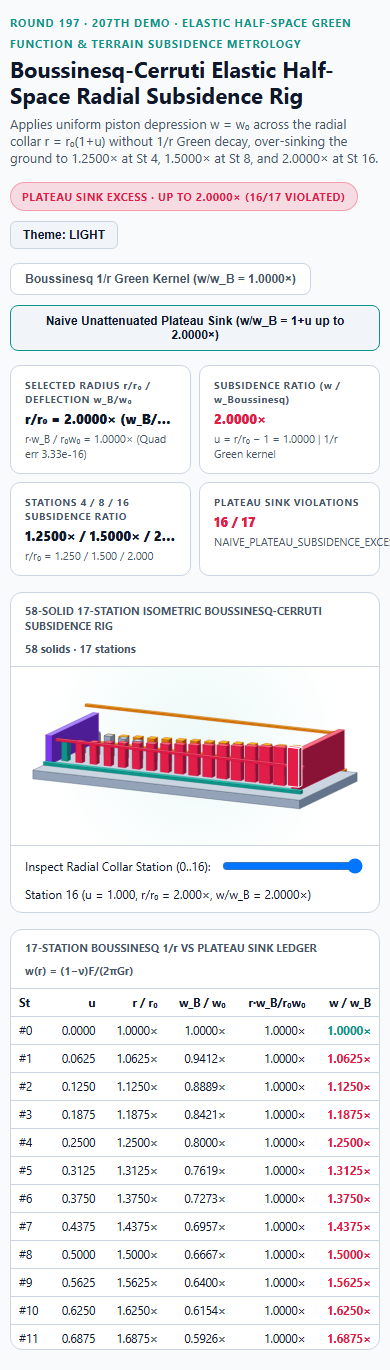 ROUND 197 · 207TH DEMO · ELASTIC HALF-SPACE GREEN
FUNCTION & TERRAIN SUBSIDENCE METROLOGY
Boussinesq-Cerruti Elastic Half-
Space Radial Subsidence Rig
Applies uniform piston depression w = w₀ across the radial
collar r = r₀(1+u) without 1/r Green decay, over-sinking the
ground to 1.2500× at St 4, 1.5000× at St 8, and 2.0000× at St 16.
PLATEAU SINK EXCESS · UP TO 2.0000× (16/17 VIOLATED)
Theme: LIGHT
Boussinesq 1/r Green Kernel (w/w_B = 1.0000×)
Naive Unattenuated Plateau Sink (w/w_B = 1+u up to
2.0000×)
SELECTED RADIUS r/r₀ /
DEFLECTION w_B/w₀
r/r₀ = 2.0000× (w_B/...
r·w_B / r₀w₀ = 1.0000× (Quad
err 3.33e-16)
SUBSIDENCE RATIO (w /
w_Boussinesq)
2.0000×
u = r/r₀ − 1 = 1.0000 | 1/r
Green kernel
STATIONS 4 / 8 / 16
SUBSIDENCE RATIO
1.2500× / 1.5000× / 2...
r/r₀ = 1.250 / 1.500 / 2.000
PLATEAU SINK VIOLATIONS
16 / 17
NAIVE_PLATEAU_SUBSIDENCE_EXCE
58-SOLID 17-STATION ISOMETRIC BOUSSINESQ-CERRUTI
SUBSIDENCE RIG
58 solids · 17 stations
Inspect Radial Collar Station (0..16):
Station 16 (u = 1.000, r/r₀ = 2.000×, w/w_B = 2.0000×)
17-STATION BOUSSINESQ 1/r VS PLATEAU SINK LEDGER
w(r) = (1−ν)F/(2πGr)
St u r / r₀ w_B / w₀ r·w_B/r₀w₀ w / w_B
#0 0.0000 1.0000× 1.0000× 1.0000× 1.0000×
#1 0.0625 1.0625× 0.9412× 1.0000× 1.0625×
#2 0.1250 1.1250× 0.8889× 1.0000× 1.1250×
#3 0.1875 1.1875× 0.8421× 1.0000× 1.1875×
#4 0.2500 1.2500× 0.8000× 1.0000× 1.2500×
#5 0.3125 1.3125× 0.7619× 1.0000× 1.3125×
#6 0.3750 1.3750× 0.7273× 1.0000× 1.3750×
#7 0.4375 1.4375× 0.6957× 1.0000× 1.4375×
#8 0.5000 1.5000× 0.6667× 1.0000× 1.5000×
#9 0.5625 1.5625× 0.6400× 1.0000× 1.5625×
#10 0.6250 1.6250× 0.6154× 1.0000× 1.6250×
#11 0.6875 1.6875× 0.5926× 1.0000× 1.6875×